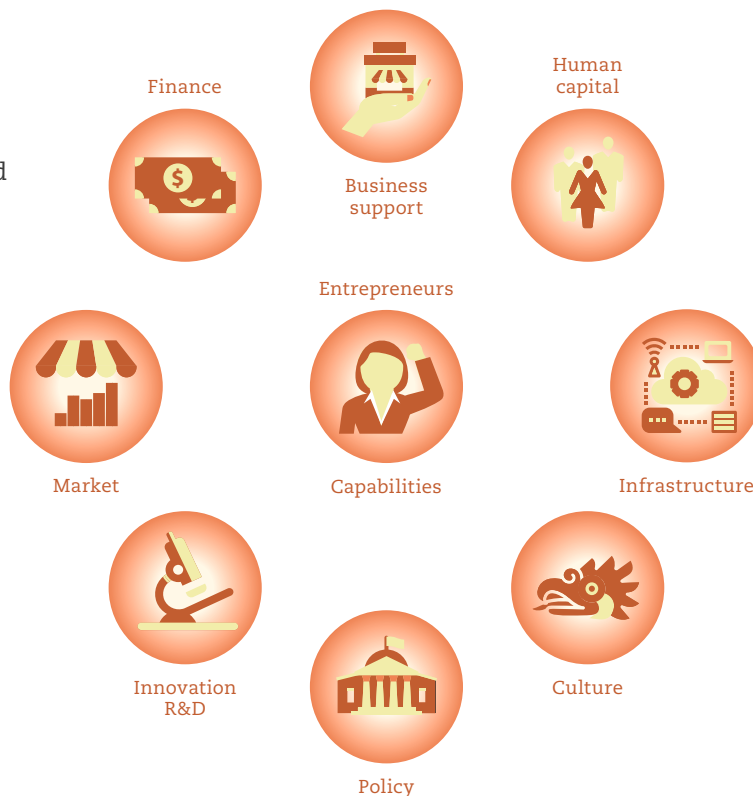 Finance
Human
capital
d
Business
support
$
$
Entrepreneurs
Market
Capabilities
Infrastructure
Innovation
R&D
Culture
Policy